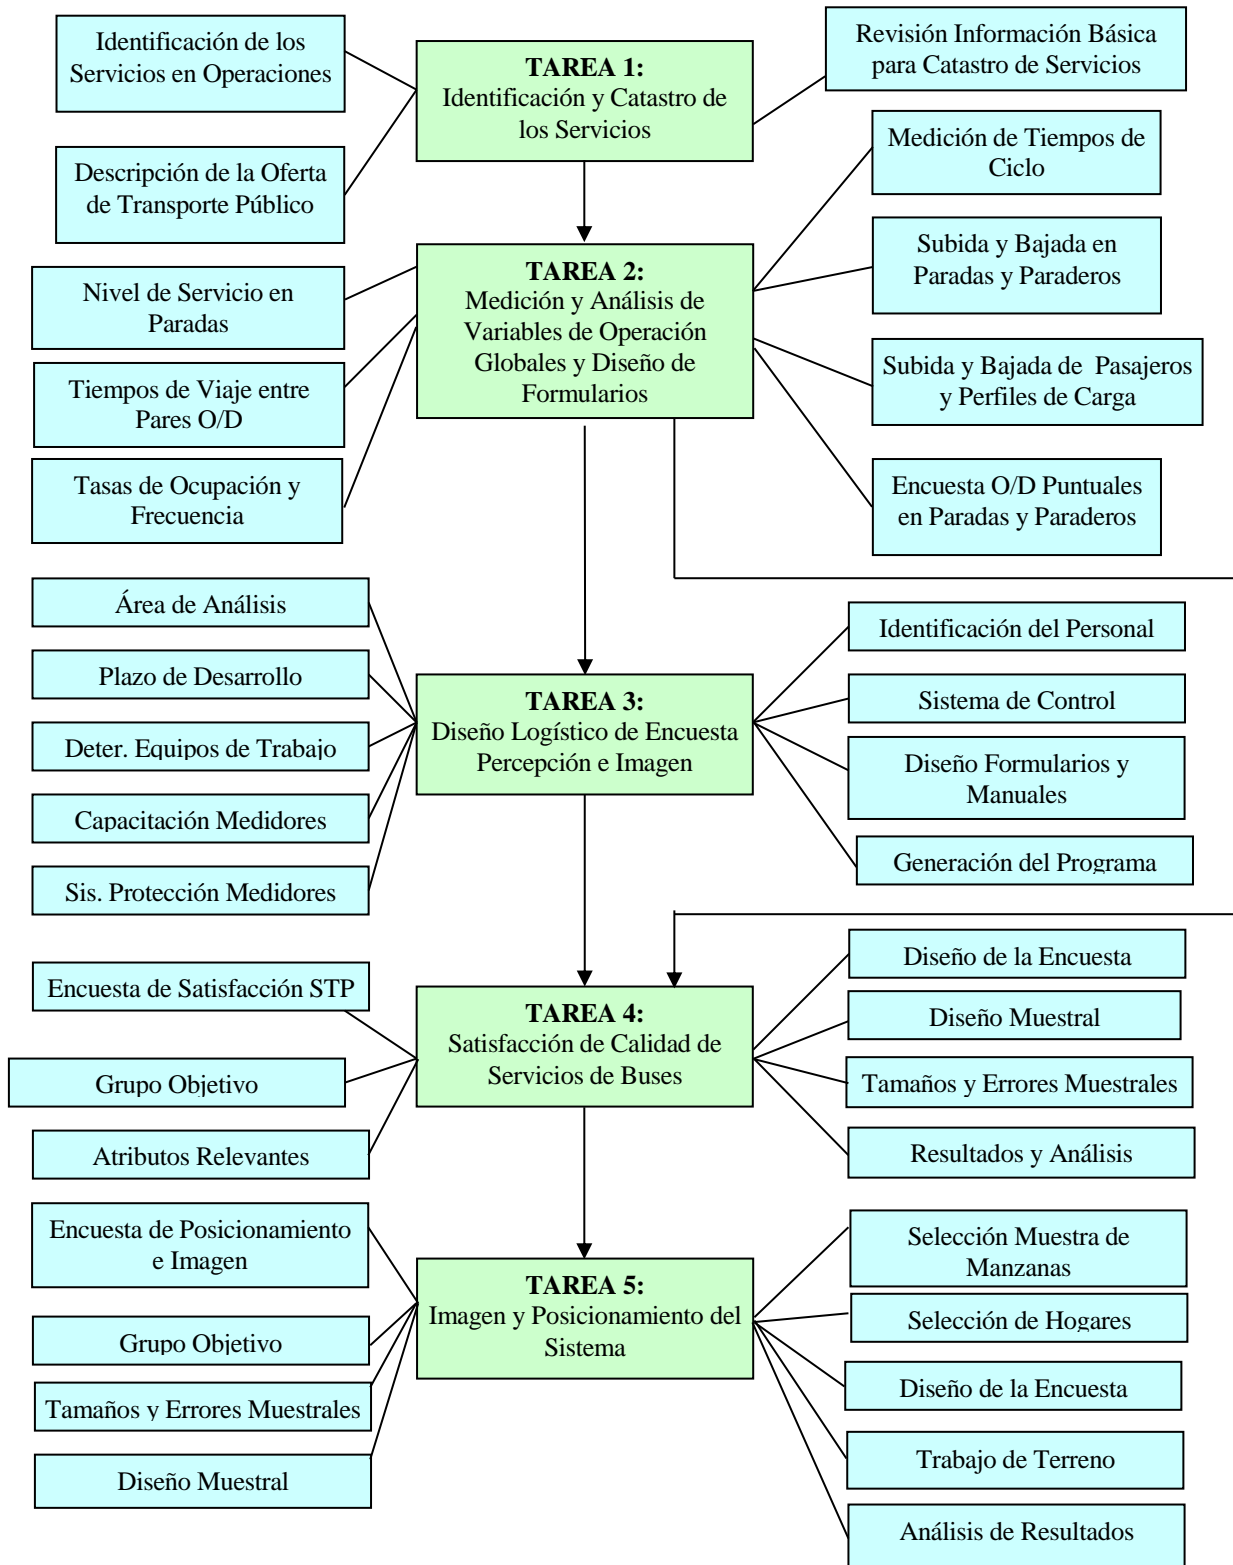 Identificación de los
Servicios en Operaciones
Descripción de la Oferta
de Transporte Público
TAREA 1:
Identificación y Catastro de
los Servicios
Revisión Información Básica
para Catastro de Servicios
Nivel de Servicio en
Paradas
Tiempos de Viaje entre
Pares O/D
Tasas de Ocupación y
Frecuencia
TAREA 2:
Medición y Análisis de
Variables de Operación
Globales y Diseño de
Formularios
Medición de Tiempos de
Ciclo
Subida y Bajada en
Paradas y Paraderos
Subida y Bajada de Pasajeros
y Perfiles de Carga
Encuesta O/D Puntuales
en Paradas y Paraderos
Área de Análisis
Plazo de Desarrollo
Deter. Equipos de Trabajo
Capacitación Medidores
Sis. Protección Medidores
TAREA 3:
Diseño Logístico de Encuesta
Percepción e Imagen
Identificación del Personal
Sistema de Control
Diseño Formularios y
Manuales
Generación del Programa
Encuesta de Satisfacción STP
Grupo Objetivo
Atributos Relevantes
TAREA 4:
Satisfacción de Calidad de
Servicios de Buses
Diseño de la Encuesta
Diseño Muestral
Tamaños y Errores Muestrales
Resultados y Análisis
Encuesta de Posicionamiento
e Imagen
Grupo Objetivo
Tamaños y Errores Muestrales
Diseño Muestral
TAREA 5:
Imagen y Posicionamiento del
Sistema
Selección Muestra de
Manzanas
Selección de Hogares
Diseño de la Encuesta
Trabajo de Terreno
Análisis de Resultados